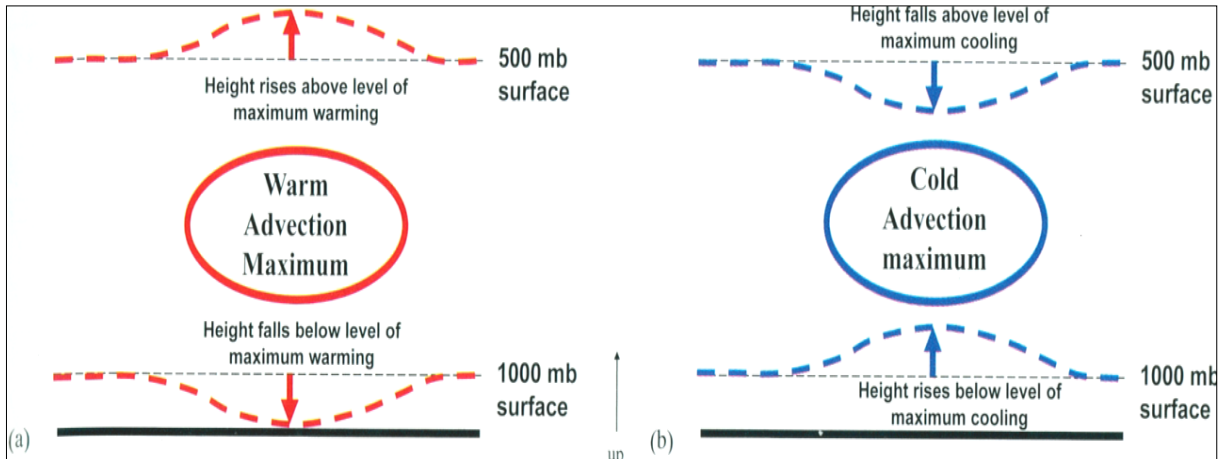 500 mb
surface
Height rises above level of
maximum warming
Warm
Advection
Maximum
Height falls below level of
maximum warming
1000 mb
surface
(a)
up
Height falls above level of
maximum cooling
500 mb
surface
Cold
Advection
maximum
1000 mb
surface
Height rises below level of
maximum cooling
(b)